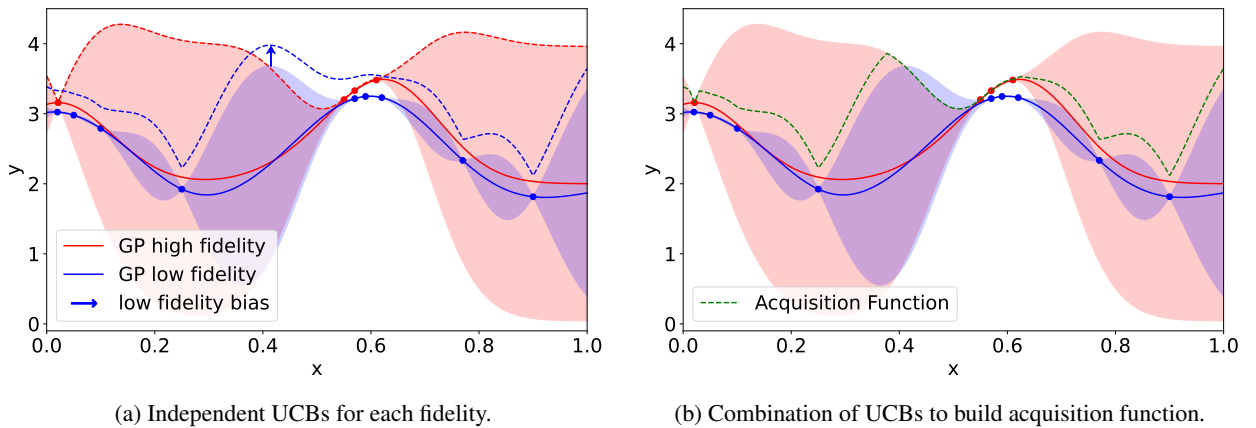 4
3
2
1
0
y
0.0 0.2 0.4 0.6 0.8 1.0
x
GP high fidelity
GP low fidelity
low fidelity bias
(a) Independent UCBs for each fidelity.
4
3
2
1
0
y
0.0 0.2 0.4 0.6 0.8 1.0
x
Acquisition Function
(b) Combination of UCBs to build acquisition function.